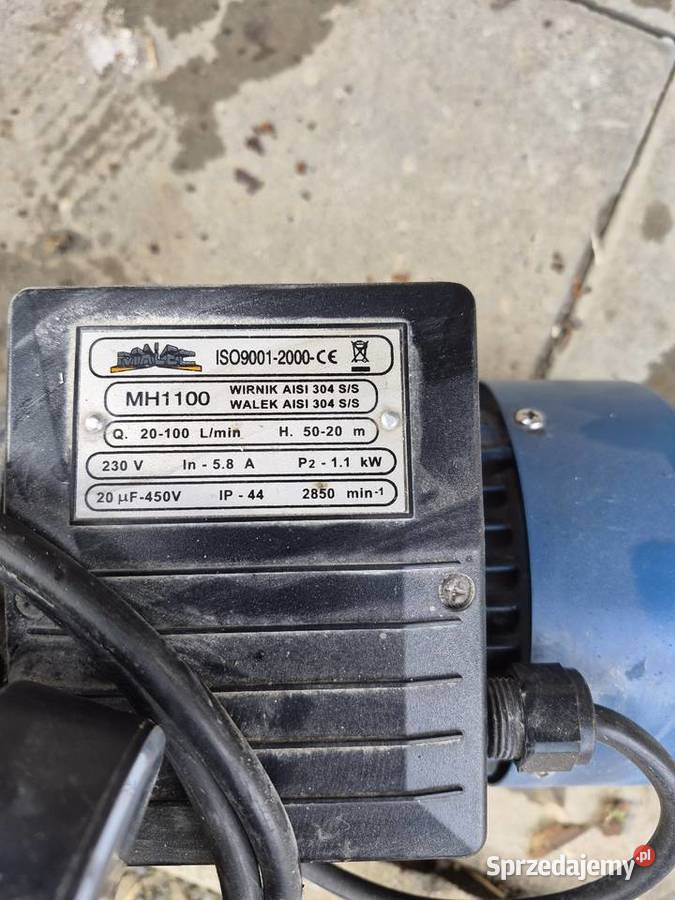 MALEC
ISO9001-2000-CE
MH1100
WIRNIK AISI 304 S/S
WALEK AISI 304 S/S
Q. 20-100 L/min H. 50-20 m
230 V In - 5.8 A P2 - 1.1 kW
20 µF-450V IP - 44 2850 min-1
Sprzedajemy.pl